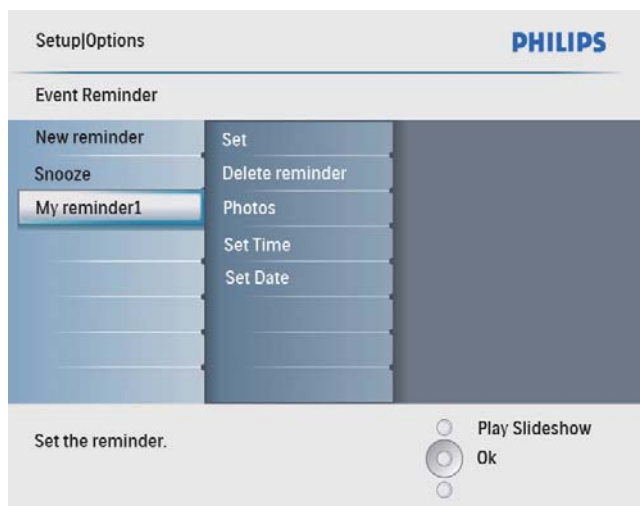 Setup|Options
PHILIPS
Event Reminder
New reminder
Snooze
My reminder1
Set
Delete reminder
Photos
Set Time
Set Date
Set the reminder.
Play Slideshow
Ok